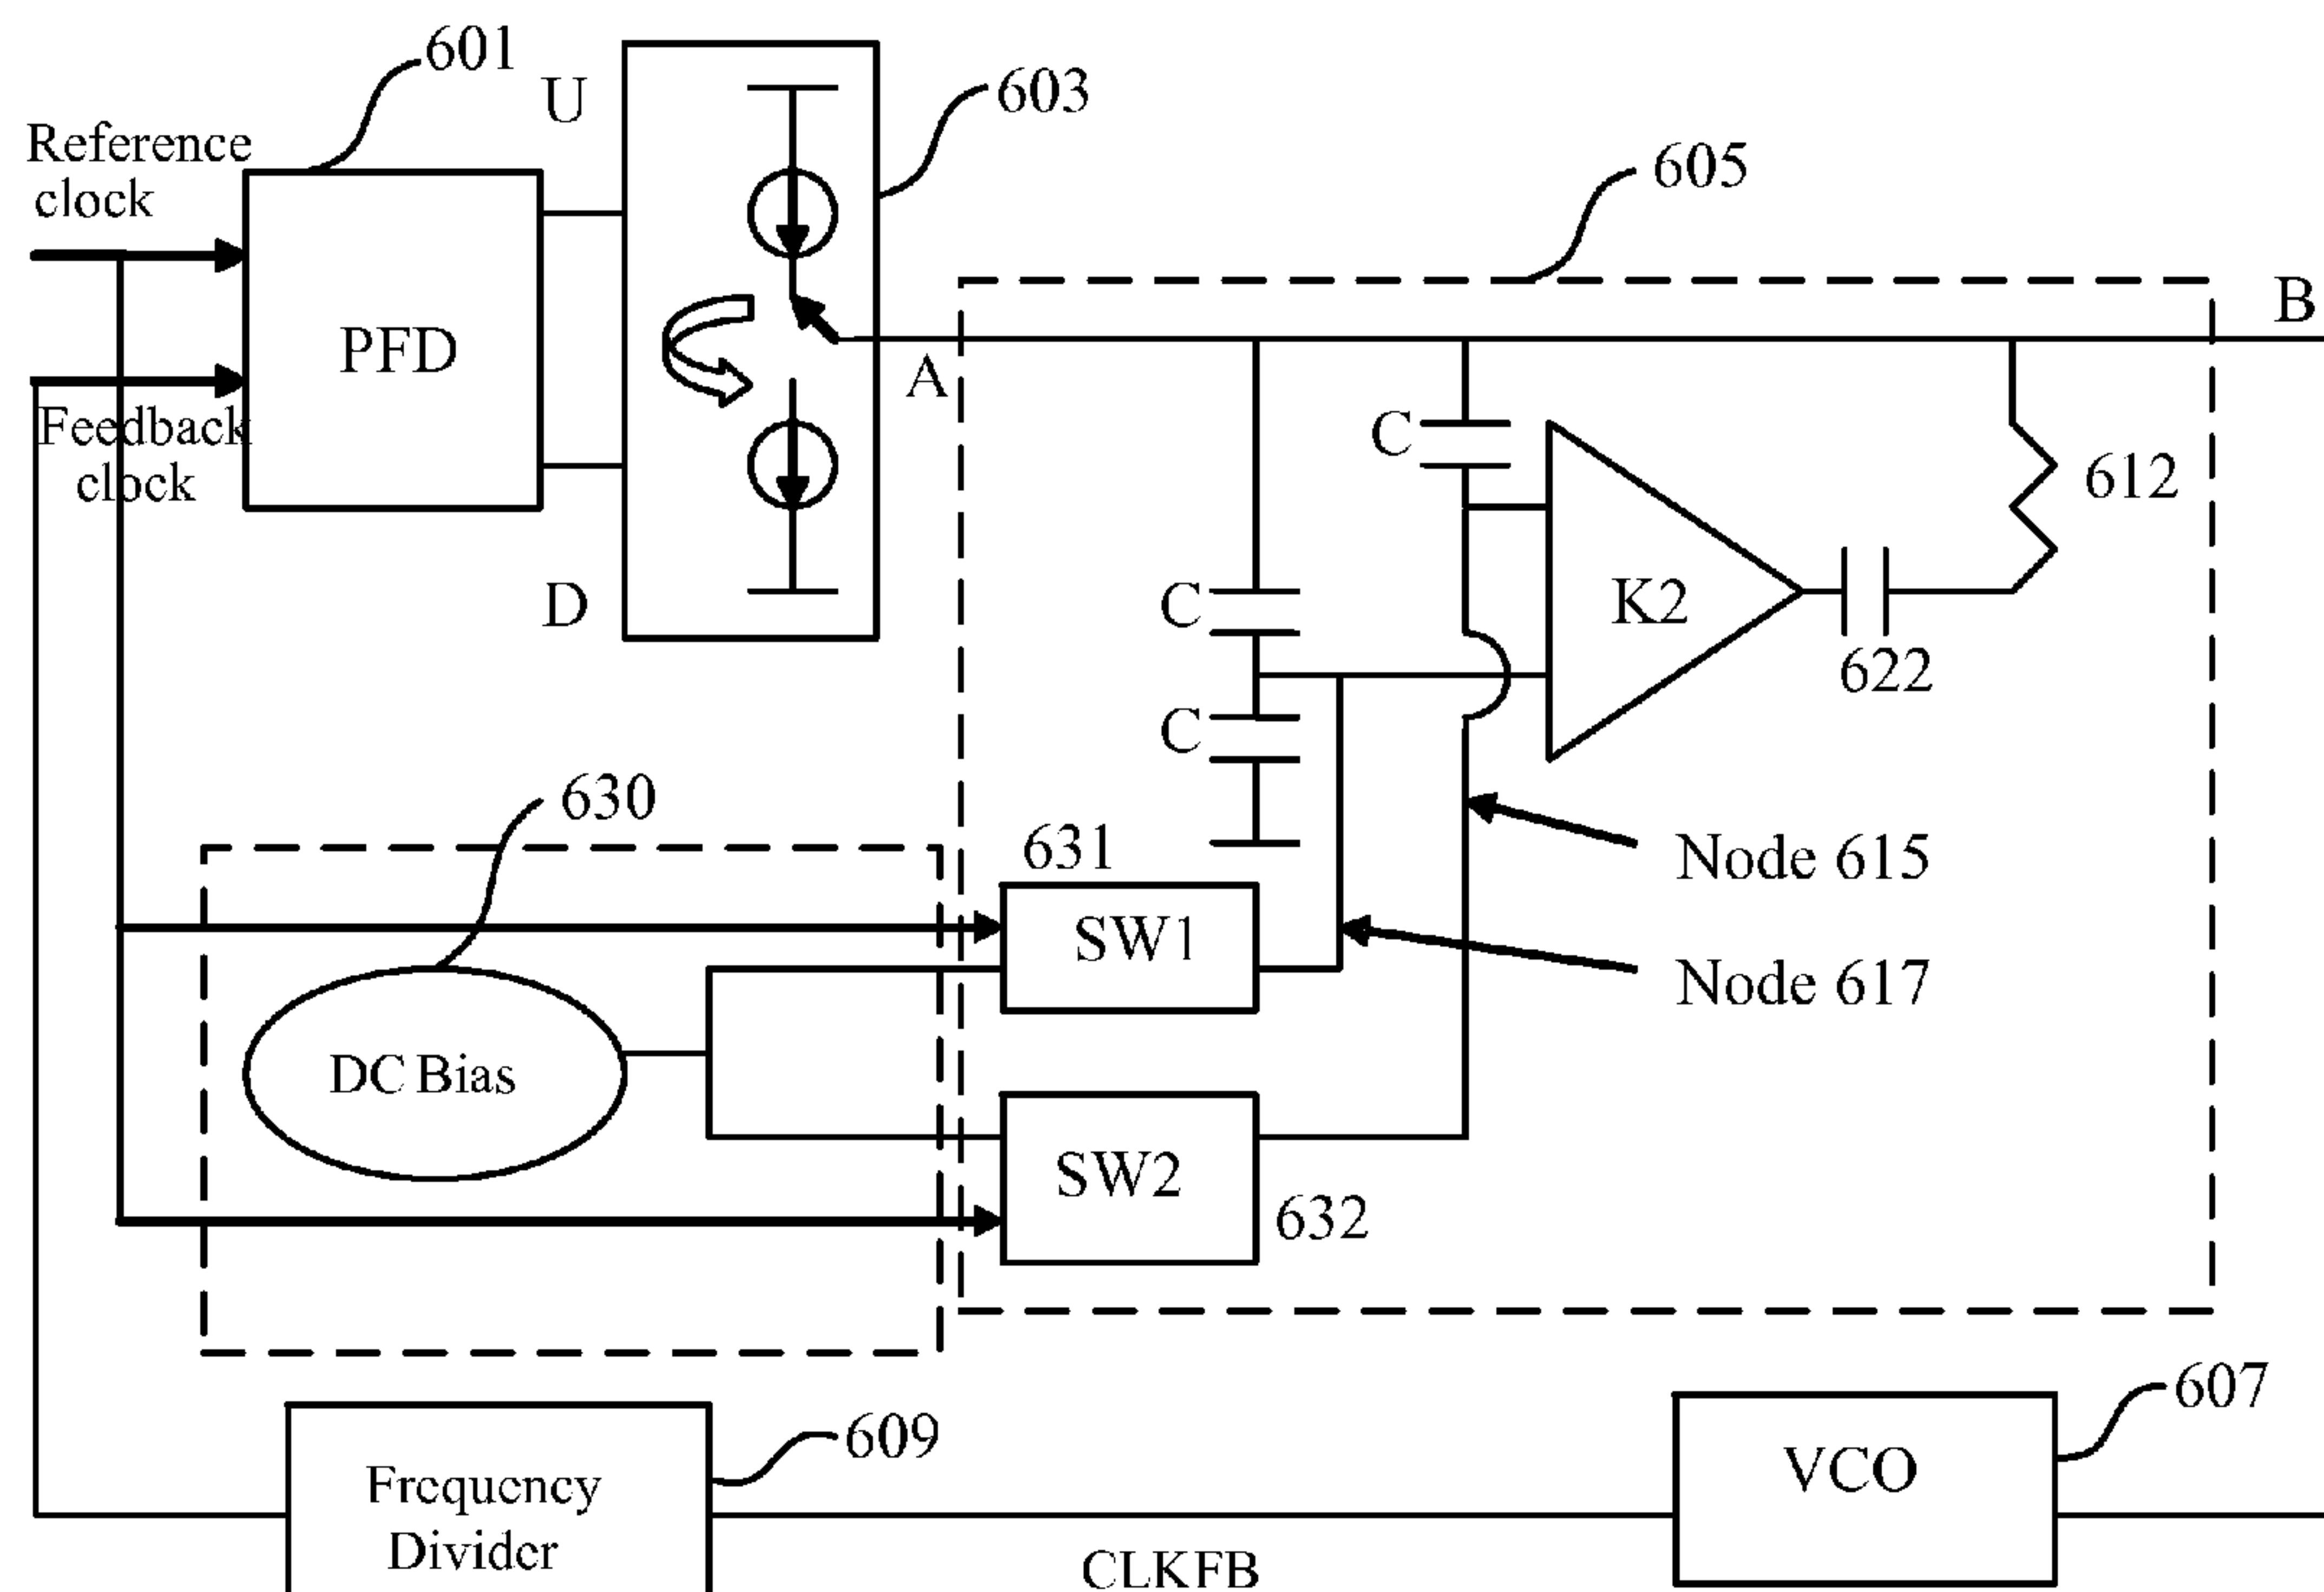 601
U
603
Reference
clock
605
B
PFD
A
Feedback
clock
C
612
D
C
K2
622
C
630
631
Node 615
SW1
Node 617
DC Bias
SW2
632
607
609
VCO
Frequency
Divider
CLKFB